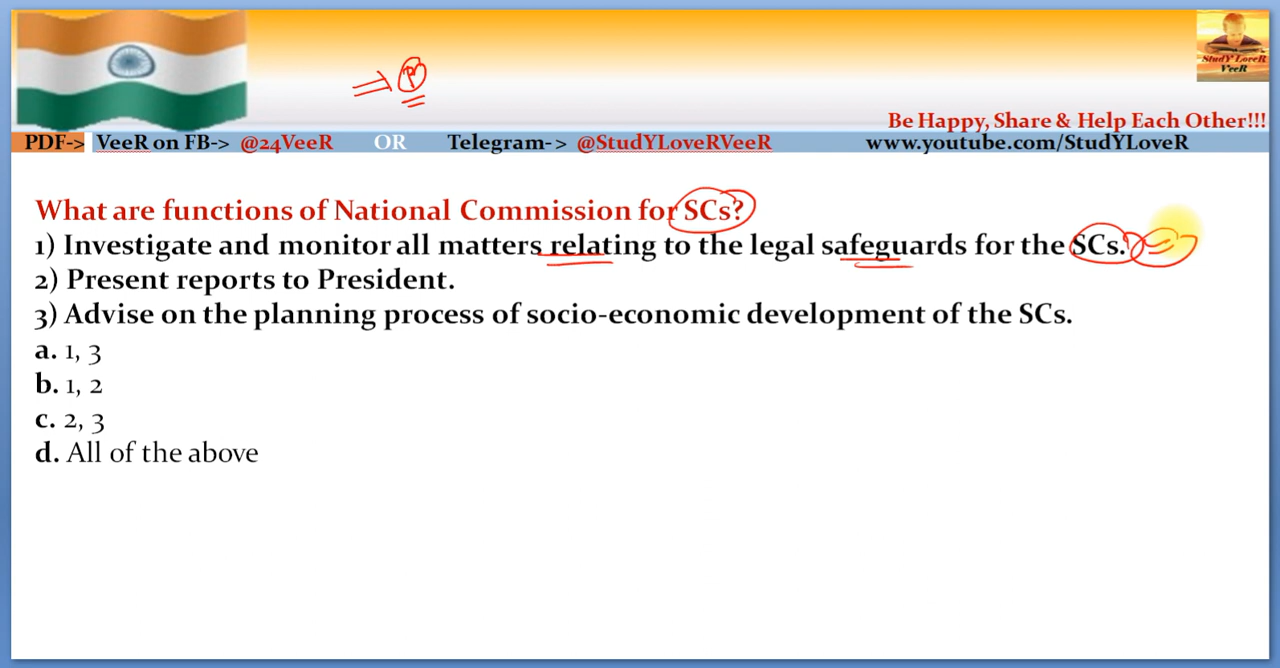 StudY LoveR
VeeR
P
Be Happy, Share & Help Each Other!!!
PDF-> VeeR on FB-> @24VeeR OR Telegram-> @StudYLoveRVeeR www.youtube.com/StudYLoveR
What are functions of National Commission for SCs?
1) Investigate and monitor all matters relating to the legal safeguards for the SCs.
2) Present reports to President.
3) Advise on the planning process of socio-economic development of the SCs.
a. 1, 3
b. 1, 2
c. 2, 3
d. All of the above